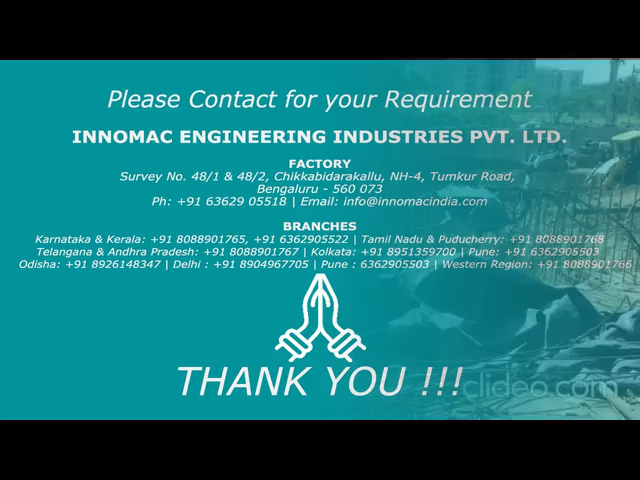 Please Contact for your Requirement
INNOMAC ENGINEERING INDUSTRIES PVT. LTD.
FACTORY
Survey No. 48/1 & 48/2, Chikkabidarakallu, NH-4, Tumkur Road,
Bengaluru - 560 073
Ph: +91 63629 05518 | Email: info@innomacindia.com
BRANCHES
Karnataka & Kerala: +91 8088901765, +91 6362905522 | Tamil Nadu & Puducherry: +91 8088901768
Telangana & Andhra Pradesh: +91 8088901767 | Kolkata: +91 8951359700 | Pune: +91 6362905503
Odisha: +91 8926148347 | Delhi : +91 8904967705 | Pune : 6362905503 | Western Region: +91 8088901766
THANK YOU !!!
clideo.com